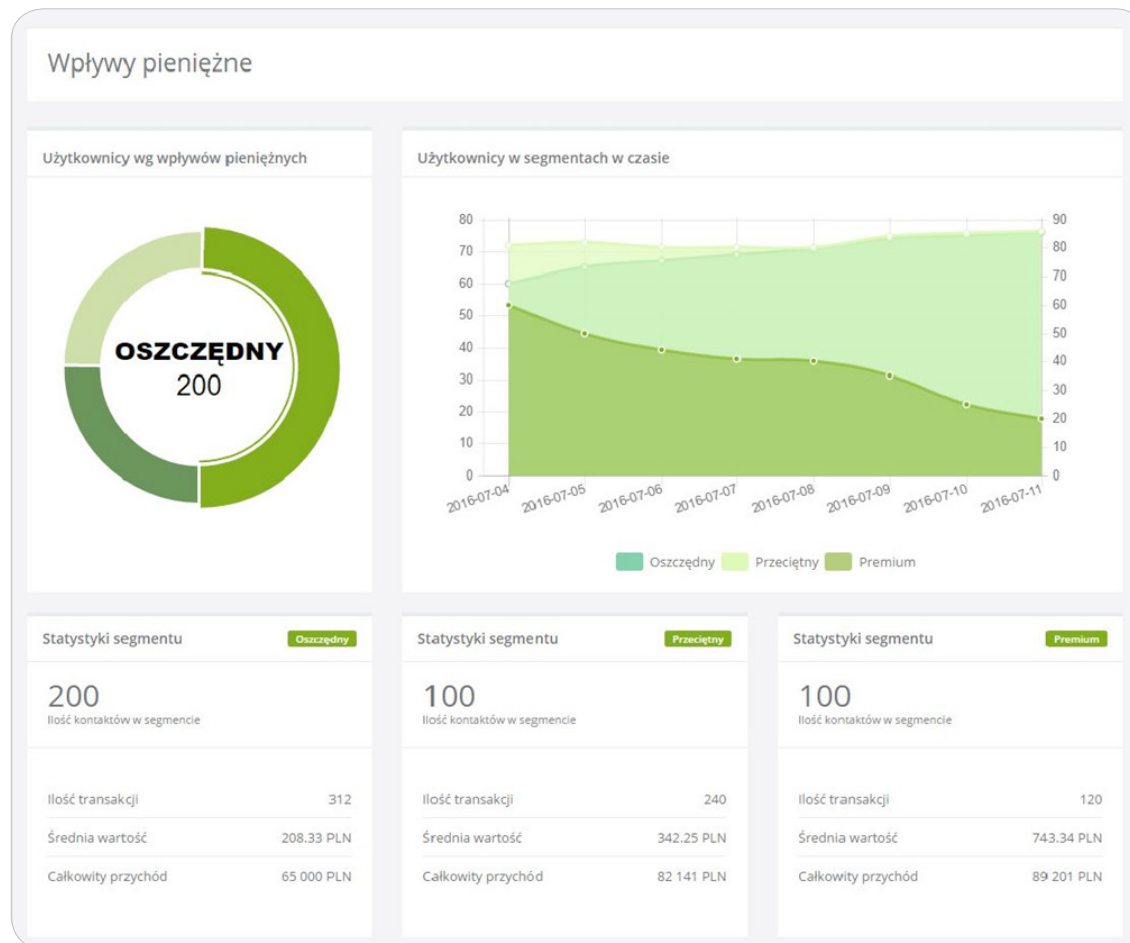 Wpływy pieniężne
Użytkownicy wg wpływów pieniężnych
OSZCZĘDNY
200
Użytkownicy w segmentach w czasie
80
70
60
50
40
30
20
10
0
90
80
70
60
50
40
30
20
10
0
2016-07-04 2016-07-05 2016-07-06 2016-07-07 2016-07-08 2016-07-09 2016-07-10 2016-07-11
Oszczędny Przeciętny Premium
Statystyki segmentu Oszczędny
200
Ilość kontaktów w segmencie
Ilość transakcji 312
Średnia wartość 208.33 PLN
Całkowity przychód 65 000 PLN
Statystyki segmentu Przeciętny
100
Ilość kontaktów w segmencie
Ilość transakcji 240
Średnia wartość 342.25 PLN
Całkowity przychód 82 141 PLN
Statystyki segmentu Premium
100
Ilość kontaktów w segmencie
Ilość transakcji 120
Średnia wartość 743.34 PLN
Całkowity przychód 89 201 PLN